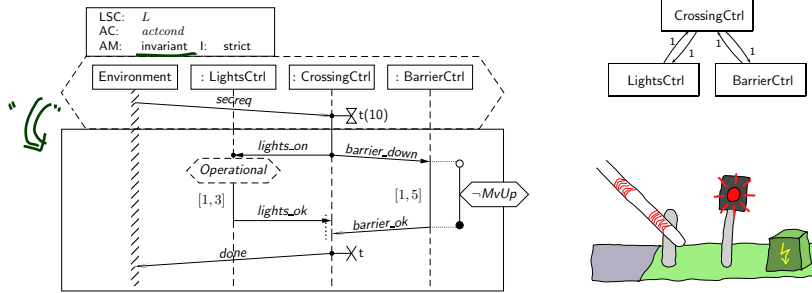 LSC: L
AC: actcond
AM: invariant I: strict
Environment : LightsCtrl : CrossingCtrl : BarrierCtrl
secreq
t(10)
lights_on barrier_down
Operational
[1, 3] [1, 5] ¬MvUp
lights_ok
barrier_ok
done t
CrossingCtrl
1 1
1 1
LightsCtrl BarrierCtrl